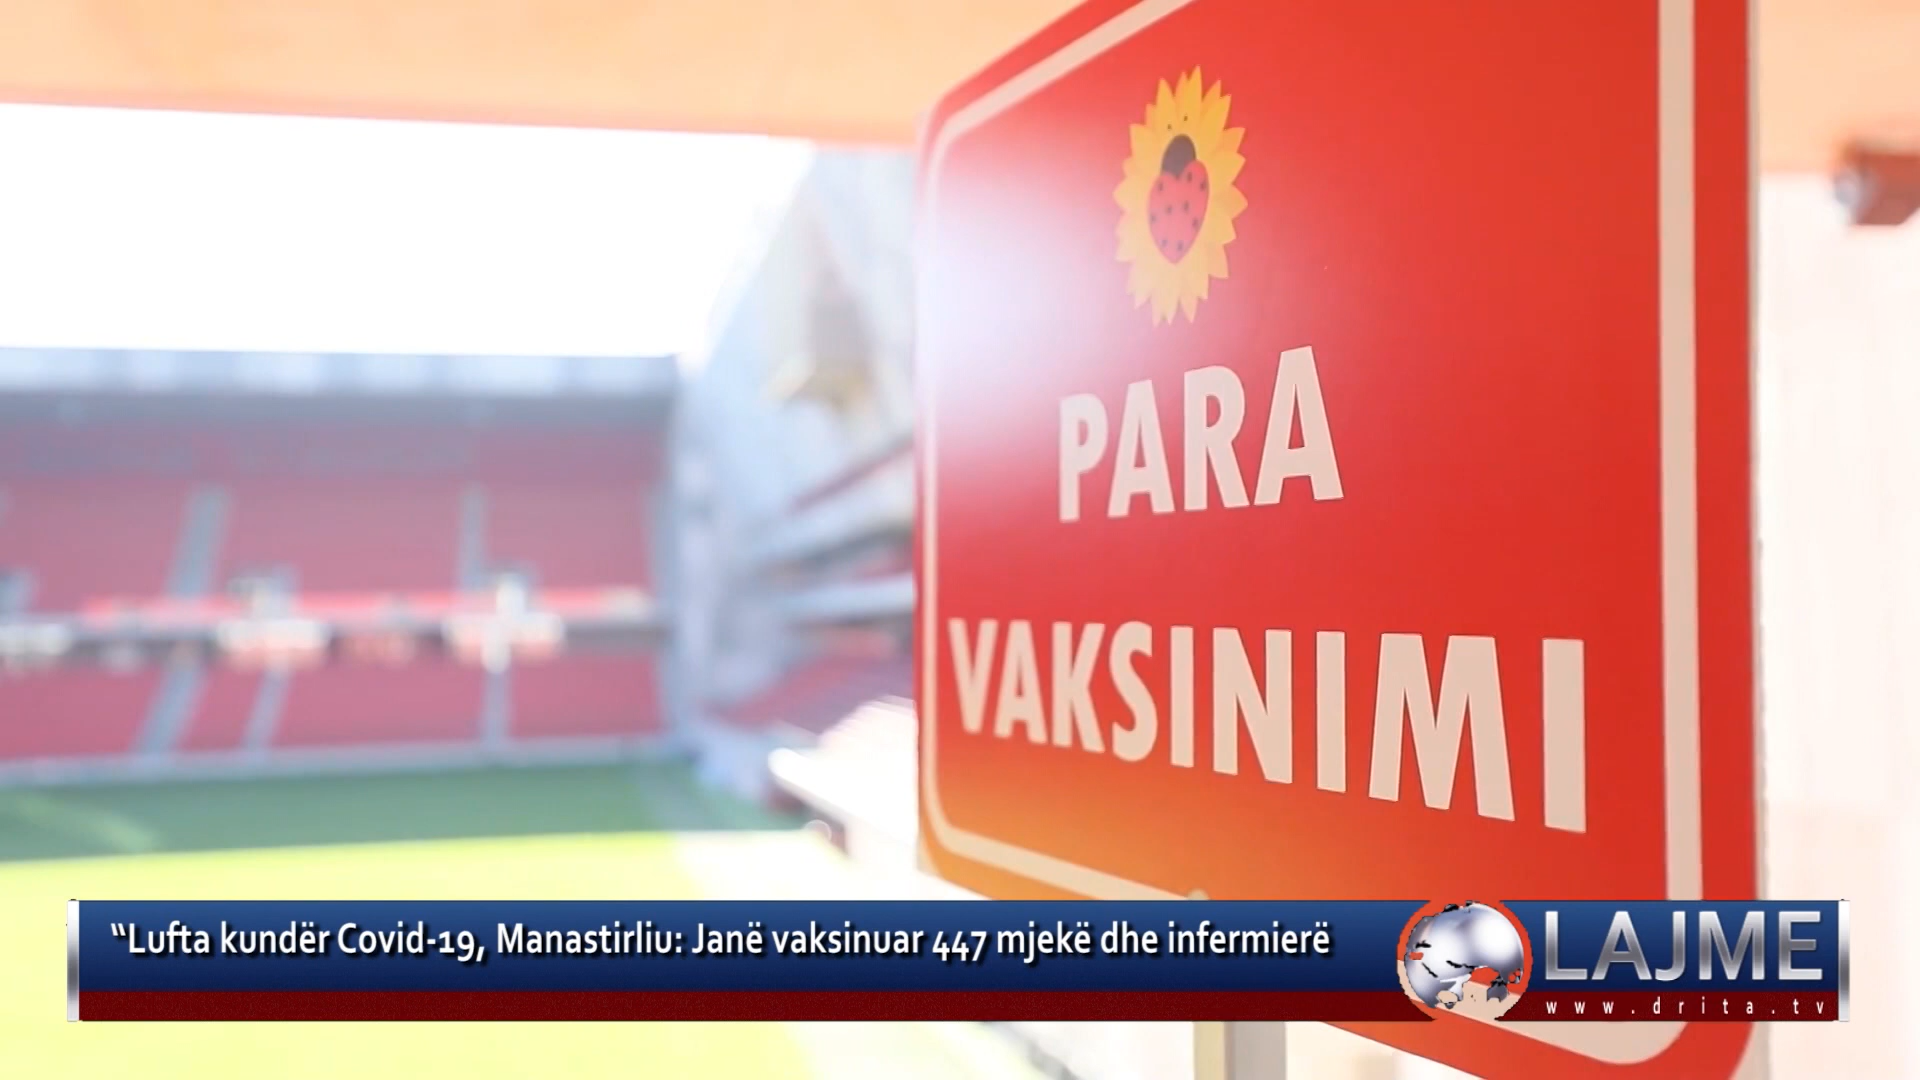 PARA
VAKSINIMI
“Lufta kundër Covid-19, Manastirliu: Janë vaksinuar 447 mjekë dhe infermierë
LAJME
www.drita.tv